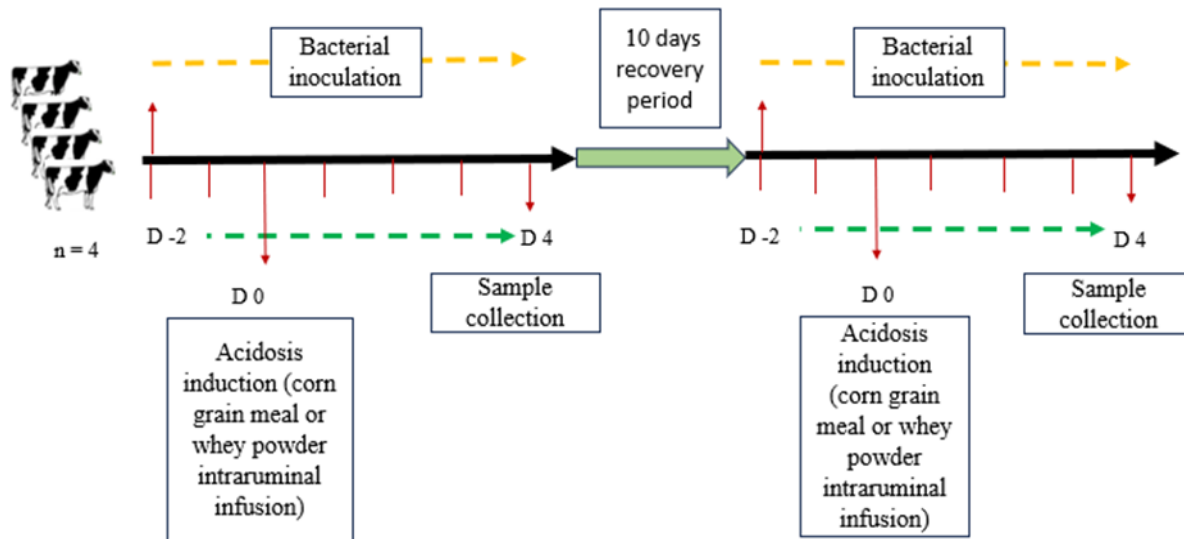 Bacterial
inoculation
10 days
recovery
period
Bacterial
inoculation
n = 4
D -2
D 4
D 0
Sample
collection
Acidosis
induction (corn
grain meal or
whey powder
intraruminal
infusion)
D -2
D 4
D 0
Sample
collection
Acidosis
induction
(corn grain
meal or whey
powder
intraruminal
infusion)